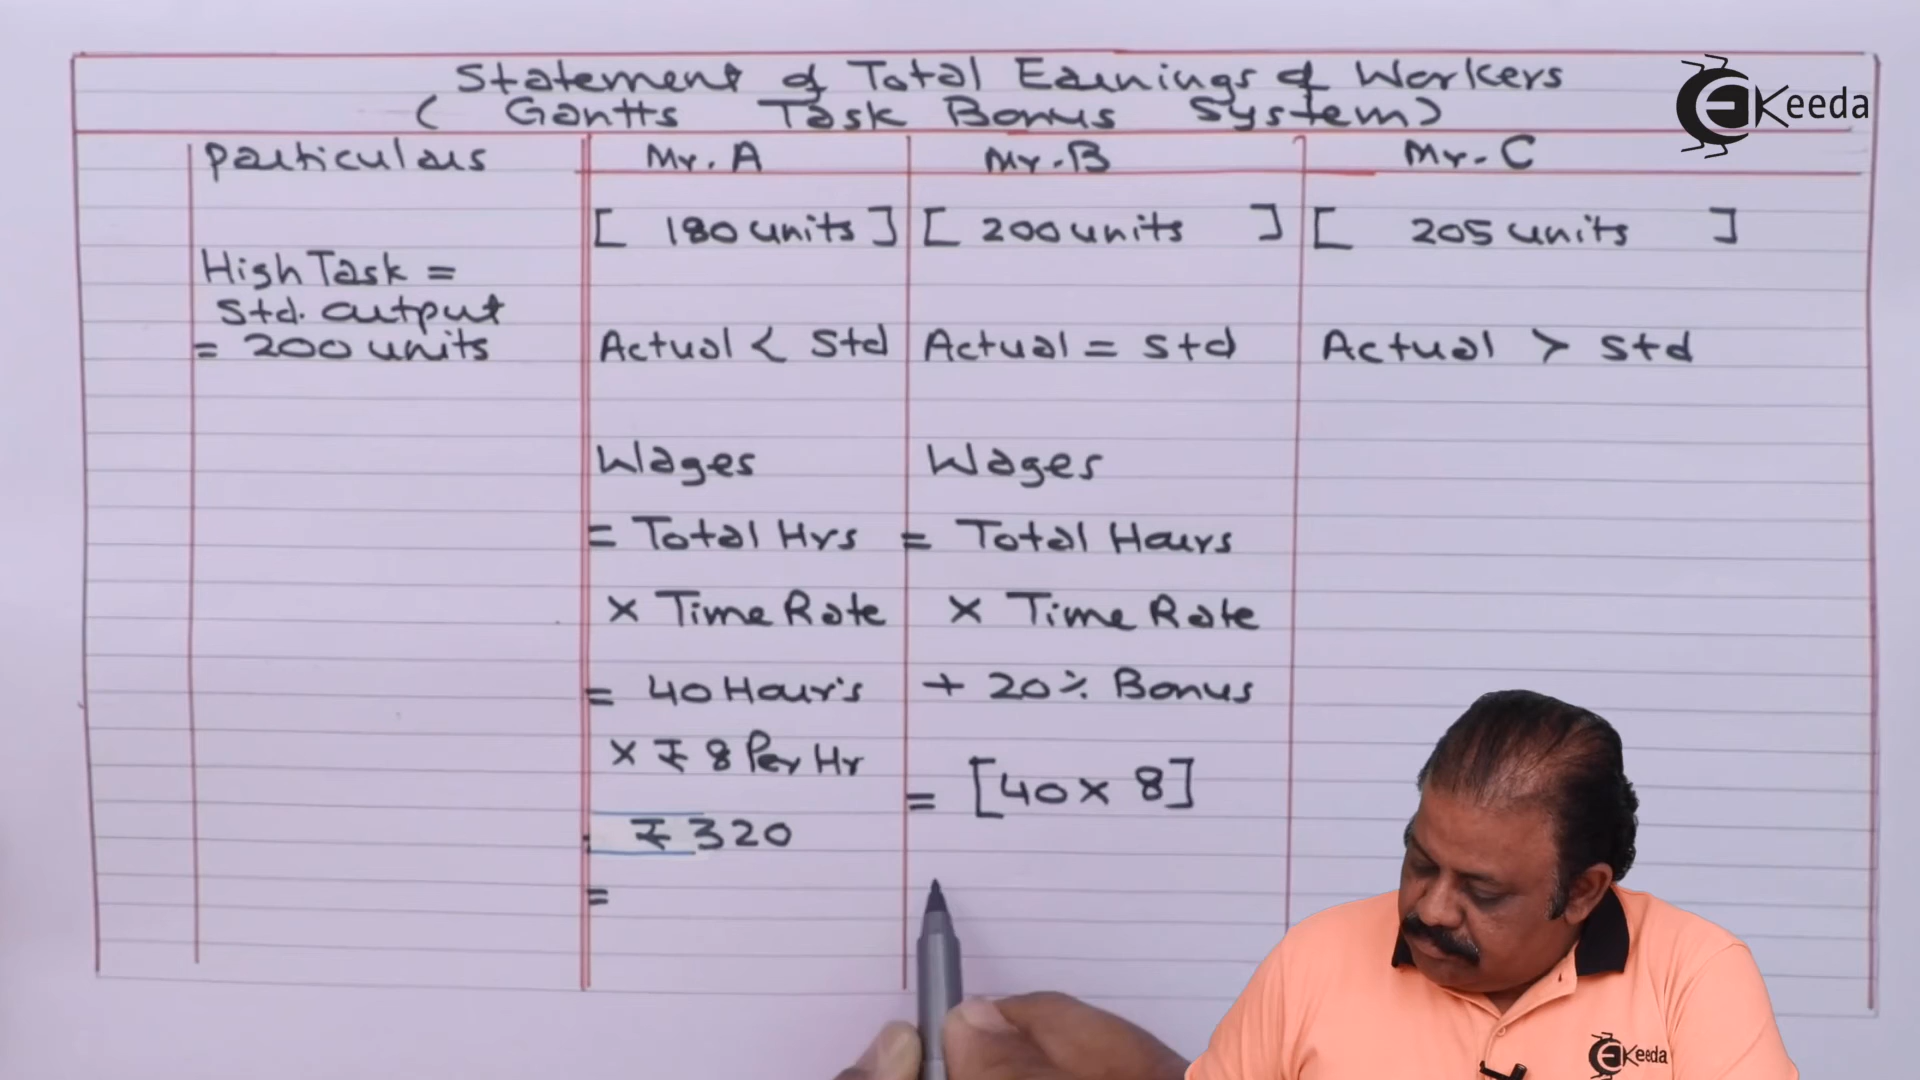 Statement of Total Earnings of Workers
( Gantts Task Bonus System)
Particulars
Mr. A
Mr. B
Mr. C
[ 180 units ]
[ 200 units ]
[ 205 units ]
High Task =
Std. output
= 200 units
Actual < Std
Actual = Std
Actual > Std
Wages
= Total Hrs
× Time Rate
= 40 Hour's
× ₹ 8 Per Hr
₹ 320
=
Wages
= Total Hours
× Time Rate
+ 20% Bonus
= [40 × 8]
Ekeeda
Ekeeda